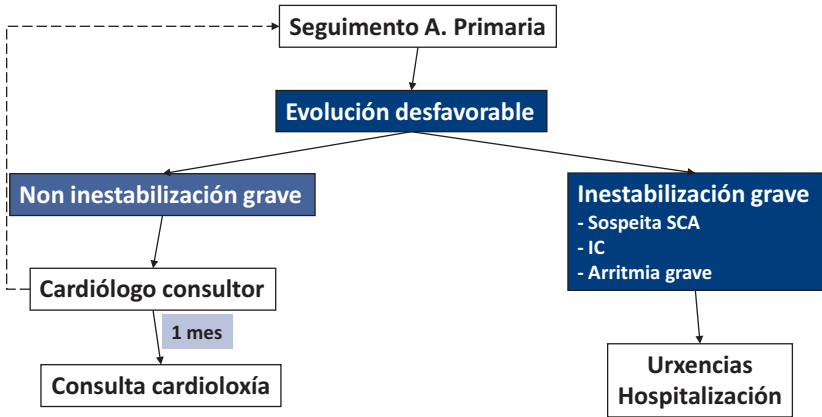 Seguimento A. Primaria
Evolución desfavorable
Non inestabilización grave
Inestabilización grave
- Sospeita SCA
- IC
- Arritmia grave
Cardiólogo consultor
1 mes
Consulta cardioloxía
Urxencias
Hospitalización